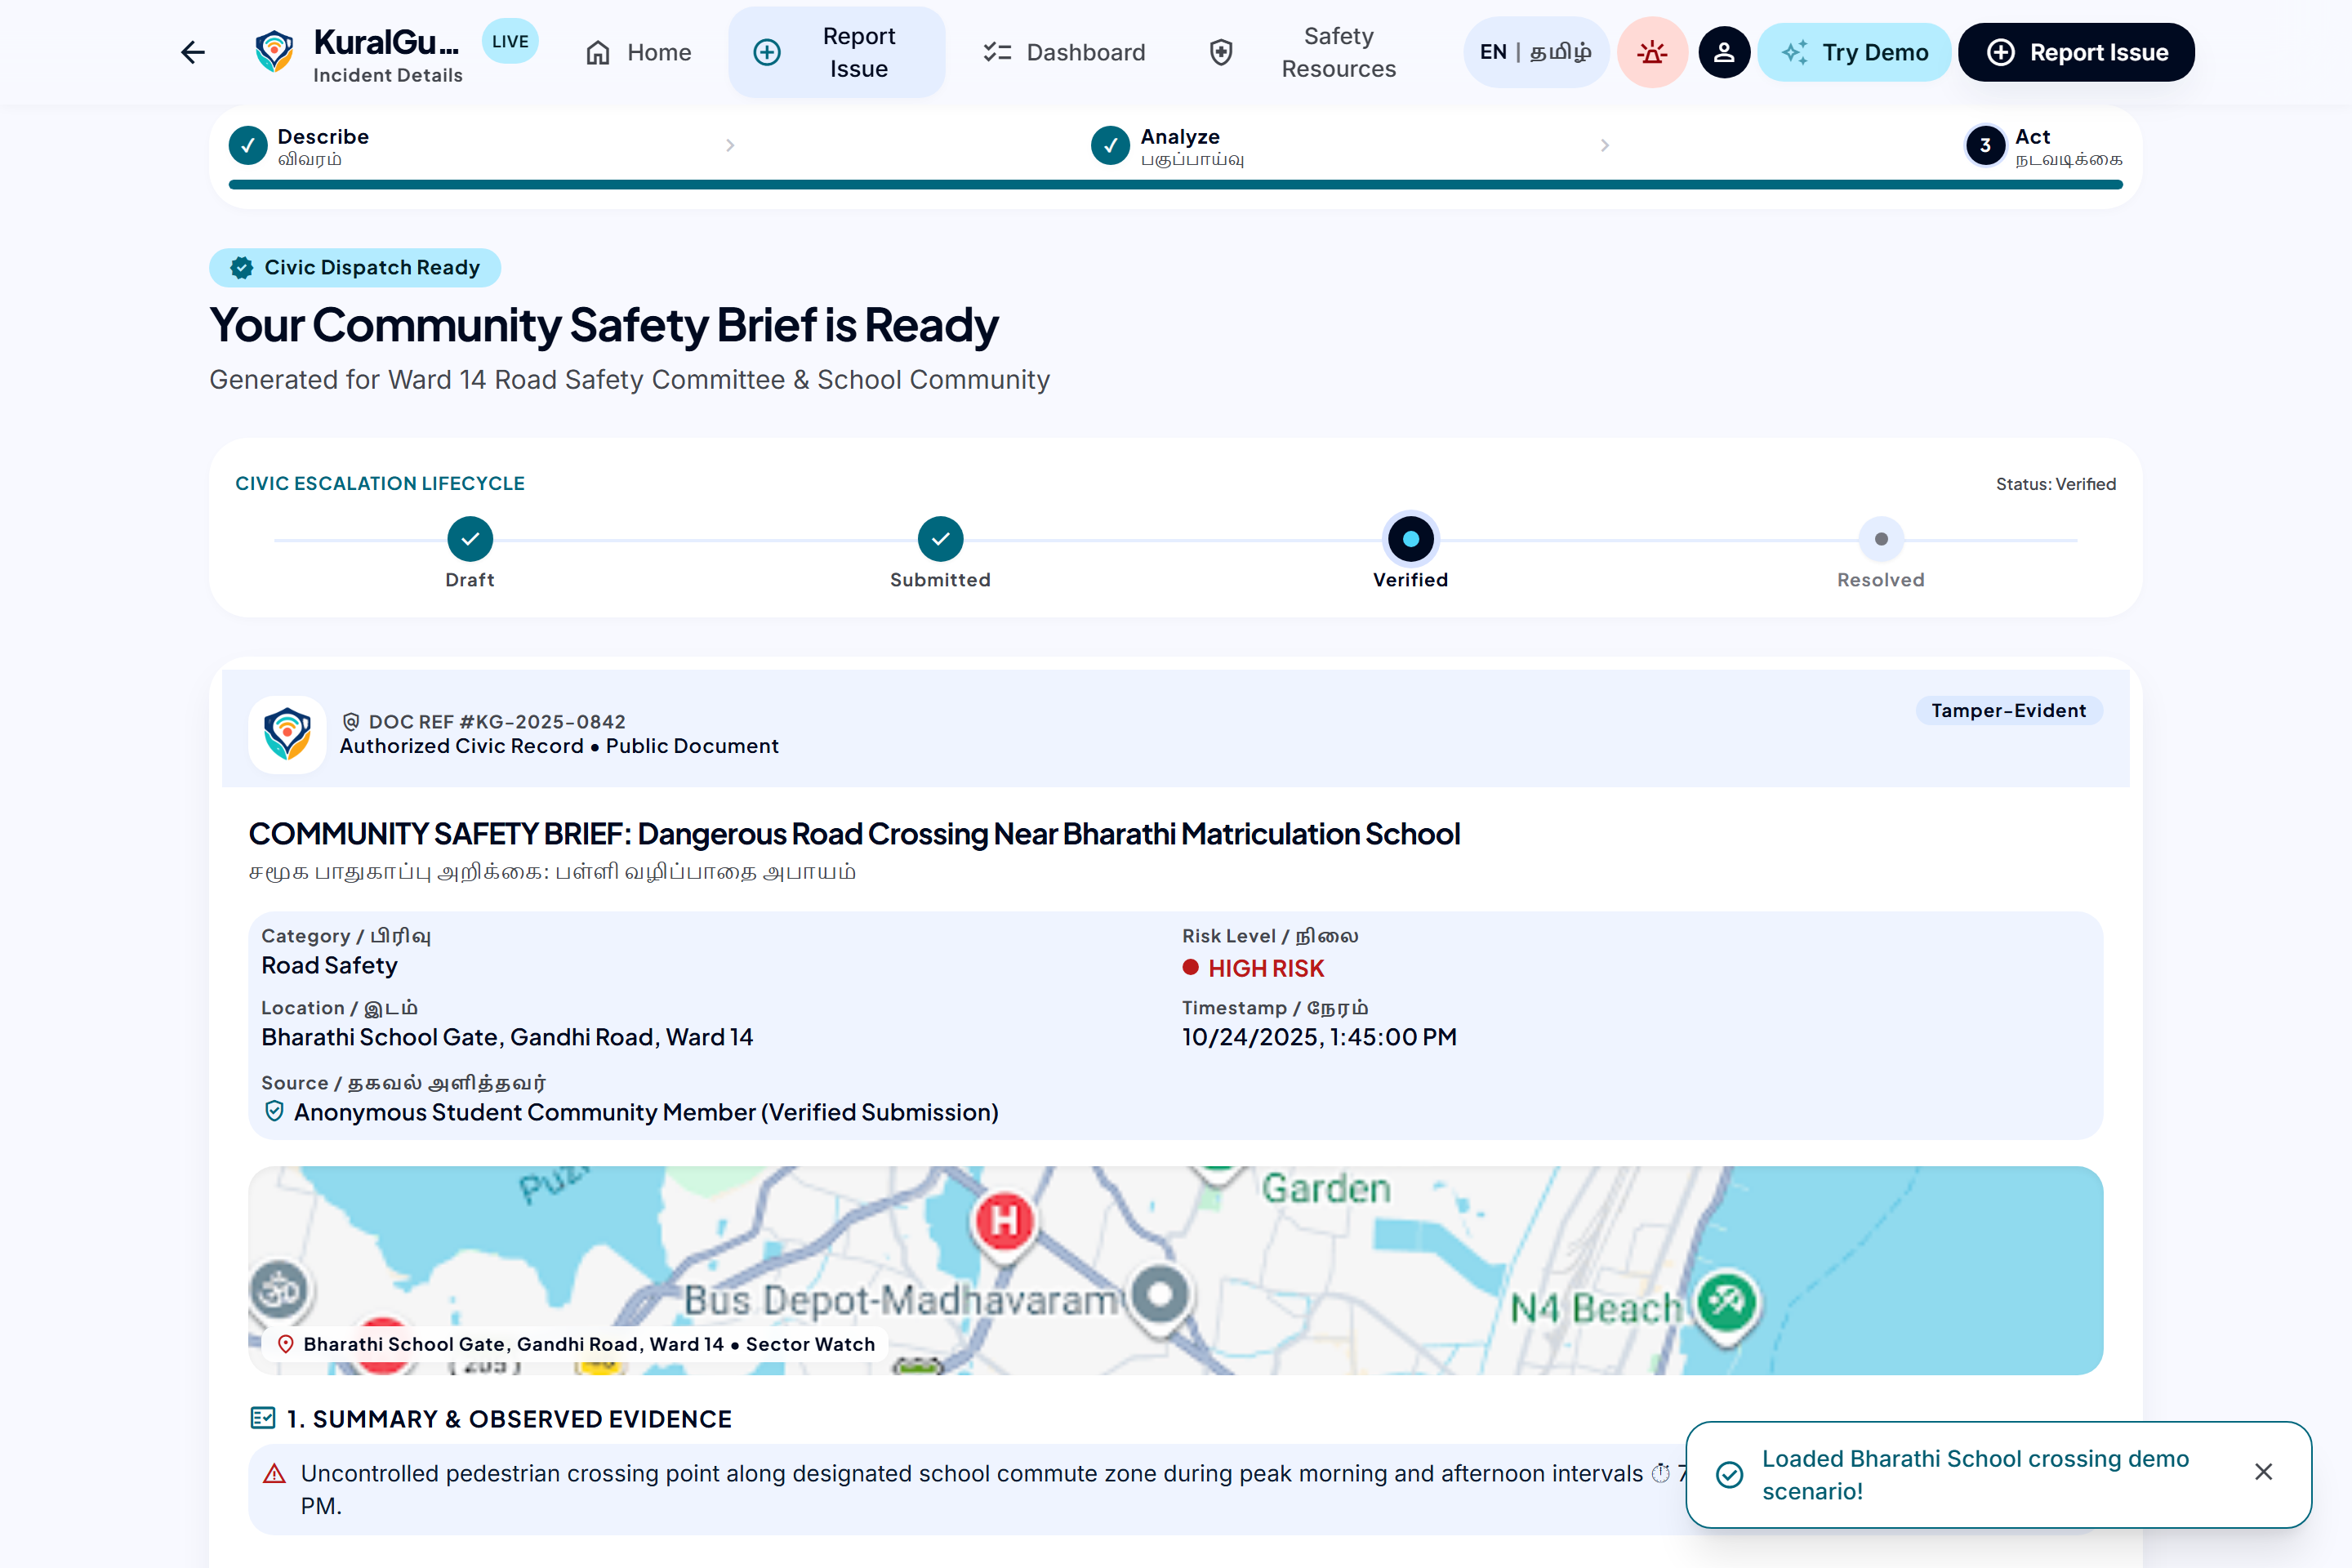 KuralGu...
LIVE
Incident Details
Home
Report
Issue
Dashboard
Safety
Resources
EN | தமிழ்
Try Demo
Report Issue
Describe
விவரம்
Analyze
பகுப்பாய்வு
3
Act
நடவடிக்கை
Civic Dispatch Ready
Your Community Safety Brief is Ready
Generated for Ward 14 Road Safety Committee & School Community
CIVIC ESCALATION LIFECYCLE
Status: Verified
Draft
Submitted
Verified
Resolved
DOC REF #KG-2025-0842
Authorized Civic Record • Public Document
Tamper-Evident
COMMUNITY SAFETY BRIEF: Dangerous Road Crossing Near Bharathi Matriculation School
சமூக பாதுகாப்பு அறிக்கை: பள்ளி வழிப்பாதை அபாயம்
Category / பிரிவு
Road Safety
Risk Level / நிலை
HIGH RISK
Location / இடம்
Bharathi School Gate, Gandhi Road, Ward 14
Timestamp / நேரம்
10/24/2025, 1:45:00 PM
Source / தகவல் அளித்தவர்
Anonymous Student Community Member (Verified Submission)
Garden
H
Bus Depot-Madhavaram
N4 Beach
Bharathi School Gate, Gandhi Road, Ward 14 • Sector Watch
1. SUMMARY & OBSERVED EVIDENCE
Uncontrolled pedestrian crossing point along designated school commute zone during peak morning and afternoon intervals ⏱ 7
PM.
Loaded Bharathi School crossing demo
scenario!